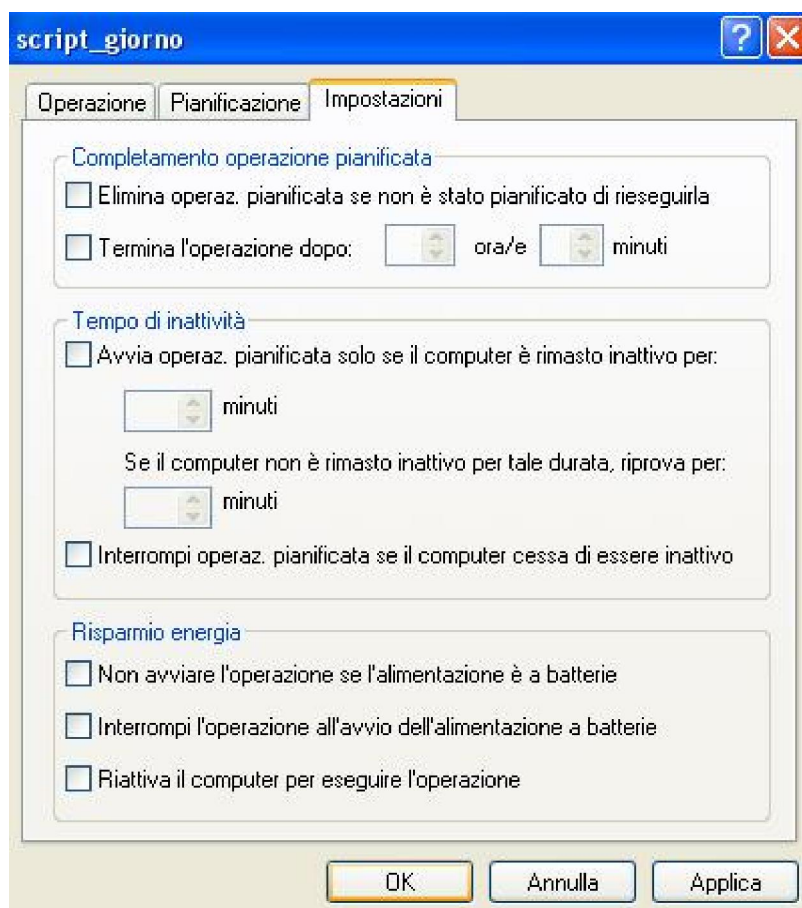 script_giorno
Operazione Pianificazione Impostazioni
Completamento operazione pianificata
Elimina operaz. pianificata se non è stato pianificato di rieseguirla
Termina l'operazione dopo: ora/e minuti
Tempo di inattività
Avvia operaz. pianificata solo se il computer è rimasto inattivo per:
minuti
Se il computer non è rimasto inattivo per tale durata, riprova per:
minuti
Interrompi operaz. pianificata se il computer cessa di essere inattivo
Risparmio energia
Non avviare l'operazione se l'alimentazione è a batterie
Interrompi l'operazione all'avvio dell'alimentazione a batterie
Riattiva il computer per eseguire l'operazione
OK Annulla Applica